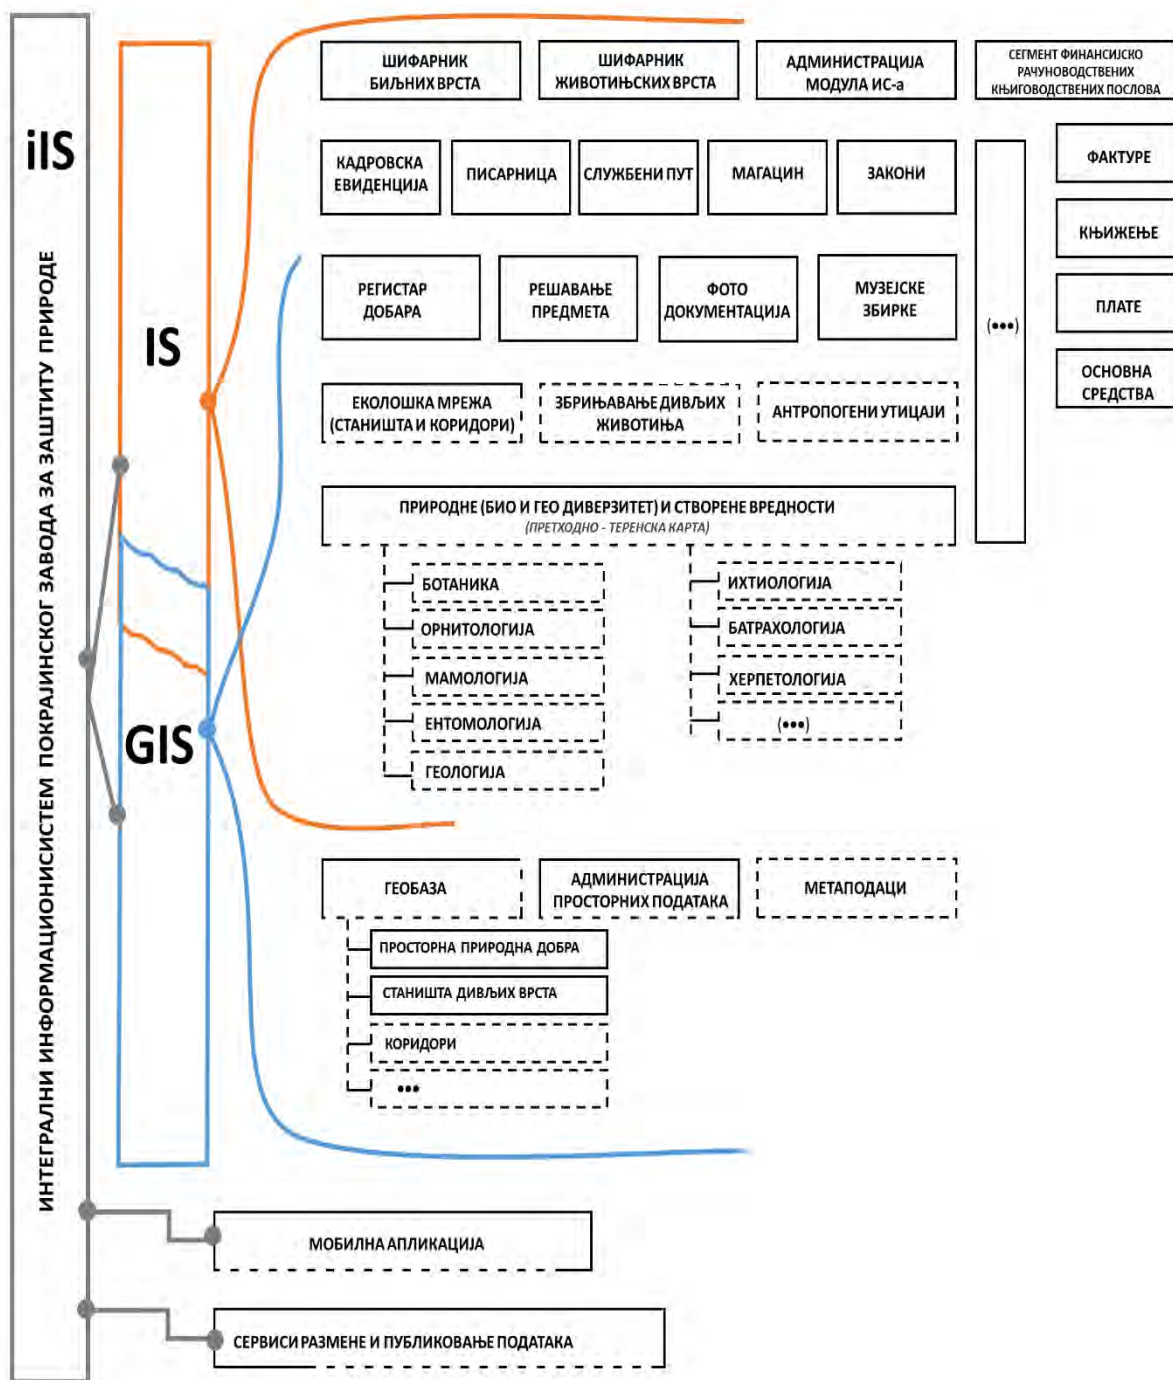 iIS
ИНТЕГРАЛНИ ИНФОРМАЦИОНИСИСТЕМ ПОКРАЈИНСКОГ ЗАВОДА ЗА ЗАШТИТУ ПРИРОДЕ
IS
GIS
ШИФАРНИК
БИЉНИХ ВРСТА
ШИФАРНИК
ЖИВОТИЊСКИХ ВРСТА
АДМИНИСТРАЦИЈА
МОДУЛА ИС-а
СЕГМЕНТ ФИНАНСИЈСКО
РАЧУНОВОДСТВЕНИХ
КЊИГОВОДСТВЕНИХ ПОСЛОВА
КАДРОВСКА
ЕВИДЕНЦИЈА
ПИСАРНИЦА
СЛУЖБЕНИ ПУТ
МАГАЦИН
ЗАКОНИ
(•••)
ФАКТУРЕ
КЊИЖЕЊЕ
ПЛАТЕ
ОСНОВНА
СРЕДСТВА
РЕГИСТАР
ДОБАРА
РЕШАВАЊЕ
ПРЕДМЕТА
ФОТО
ДОКУМЕНТАЦИЈА
МУЗЕЈСКЕ
ЗБИРКЕ
ЕКОЛОШКА МРЕЖА
(СТАНИШТА И КОРИДОРИ)
ЗБРИЊАВАЊЕ ДИВЉИХ
ЖИВОТИЊА
АНТРОПОГЕНИ УТИЦАЈИ
ПРИРОДНЕ (БИО И ГЕО ДИВЕРЗИТЕТ) И СТВОРЕНЕ ВРЕДНОСТИ
(ПРЕТХОДНО - ТЕРЕНСКА КАРТА)
БОТАНИКА
ОРНИТОЛОГИЈА
МАМОЛОГИЈА
ЕНТОМОЛОГИЈА
ГЕОЛОГИЈА
ИХТИОЛОГИЈА
БАТРАХОЛОГИЈА
ХЕРПЕТОЛОГИЈА
(•••)
ГЕОБАЗА
АДМИНИСТРАЦИЈА
ПРОСТОРНИХ ПОДАТАКА
МЕТАПОДАЦИ
ПРОСТОРНА ПРИРОДНА ДОБРА
СТАНИШТА ДИВЉИХ ВРСТА
КОРИДОРИ
•••
МОБИЛНА АПЛИКАЦИЈА
СЕРВИСИ РАЗМЕНЕ И ПУБЛИКОВАЊЕ ПОДАТАКА